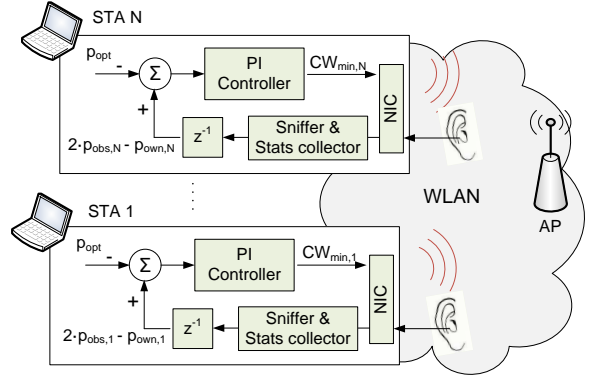 STA N
p_opt
-
Σ
+
PI
Controller
CW_min,N
NIC
2·p_obs,N - p_own,N
z^-1
Sniffer &
Stats collector
WLAN
AP
STA 1
p_opt
-
Σ
+
PI
Controller
CW_min,1
NIC
2·p_obs,1 - p_own,1
z^-1
Sniffer &
Stats collector